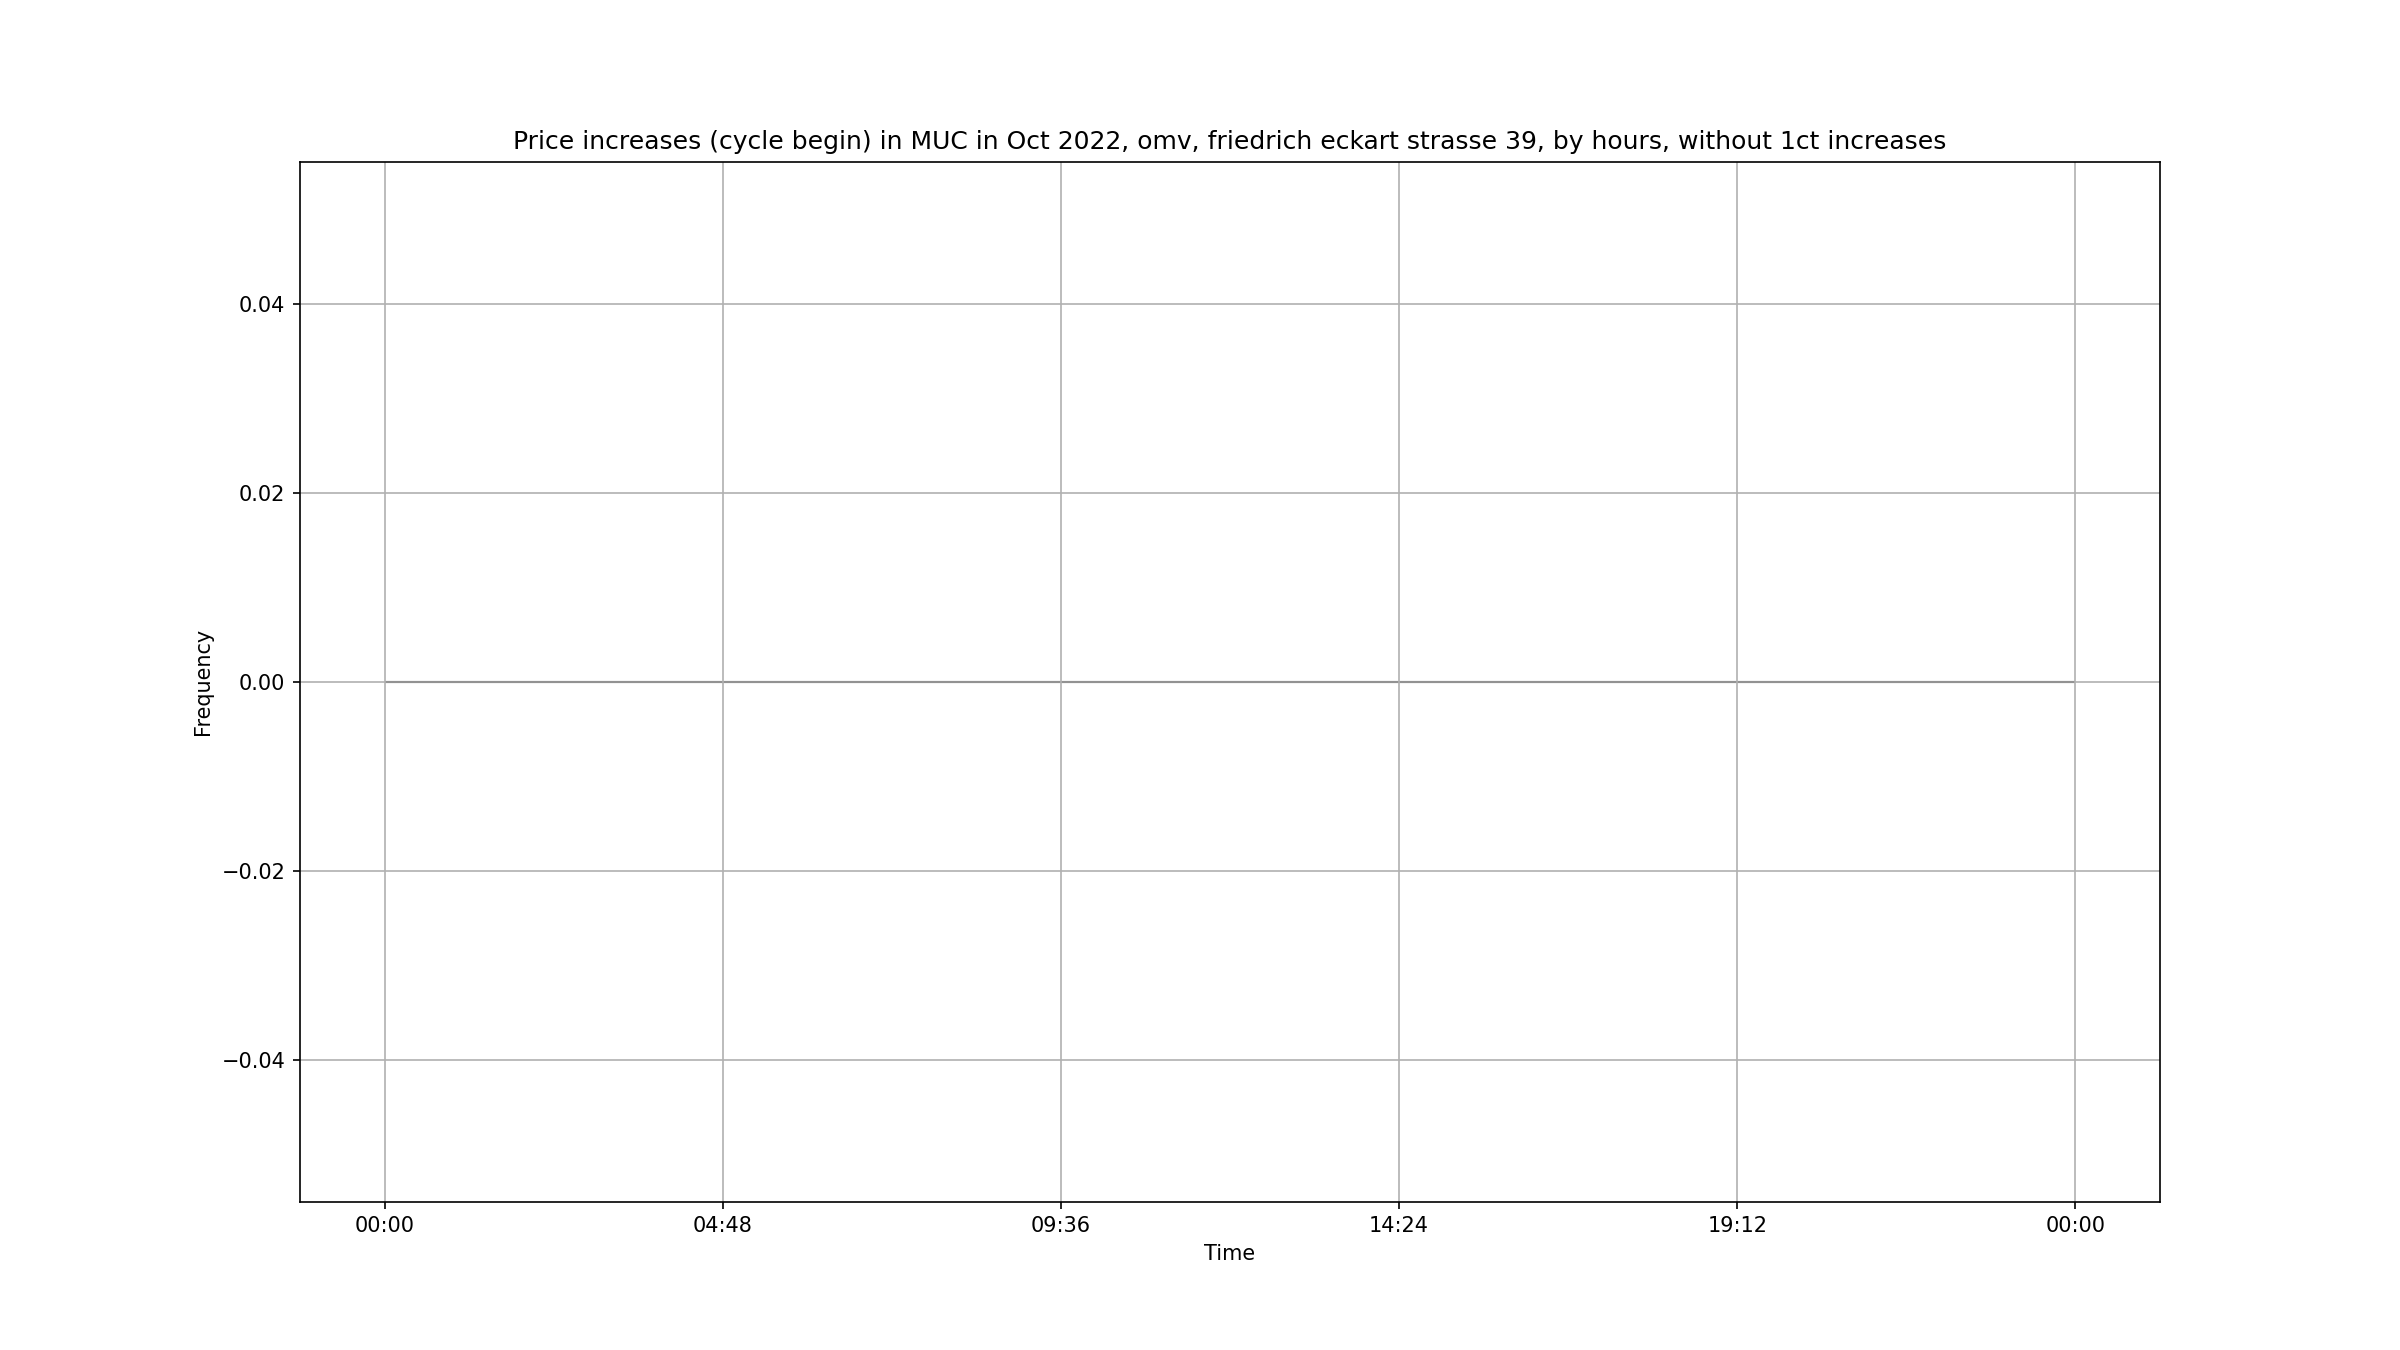 Price increases (cycle begin) in MUC in Oct 2022, omv, friedrich eckart strasse 39, by hours, without 1ct increases
0.04
0.02
0.00
−0.02
−0.04
Frequency
00:00 04:48 09:36 14:24 19:12 00:00
Time